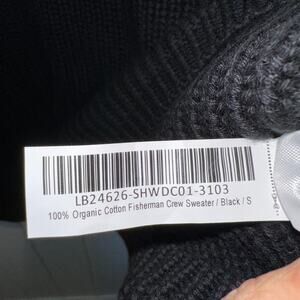 LB24626-SHWDC01-3103
100% Organic Cotton Fisherman Crew Sweater / Black / S